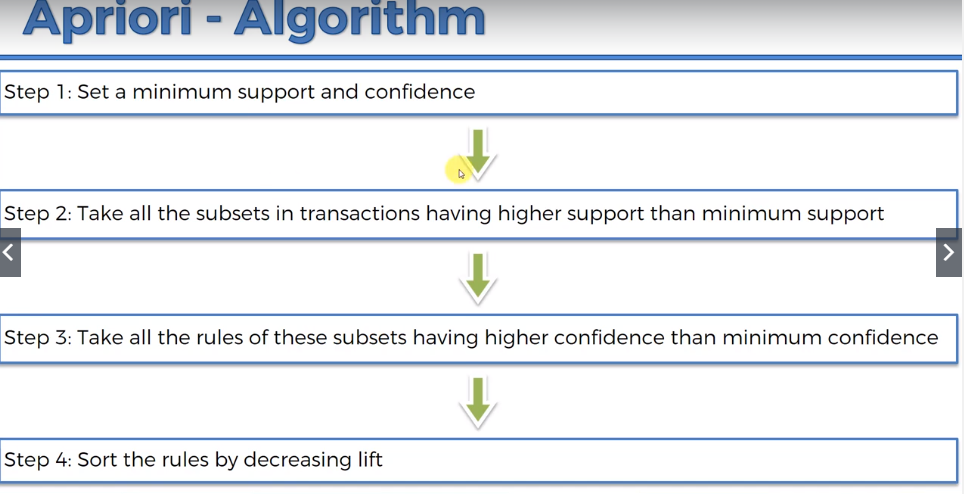 Apriori - Algorithm
Step 1: Set a minimum support and confidence
Step 2: Take all the subsets in transactions having higher support than minimum support
Step 3: Take all the rules of these subsets having higher confidence than minimum confidence
Step 4: Sort the rules by decreasing lift